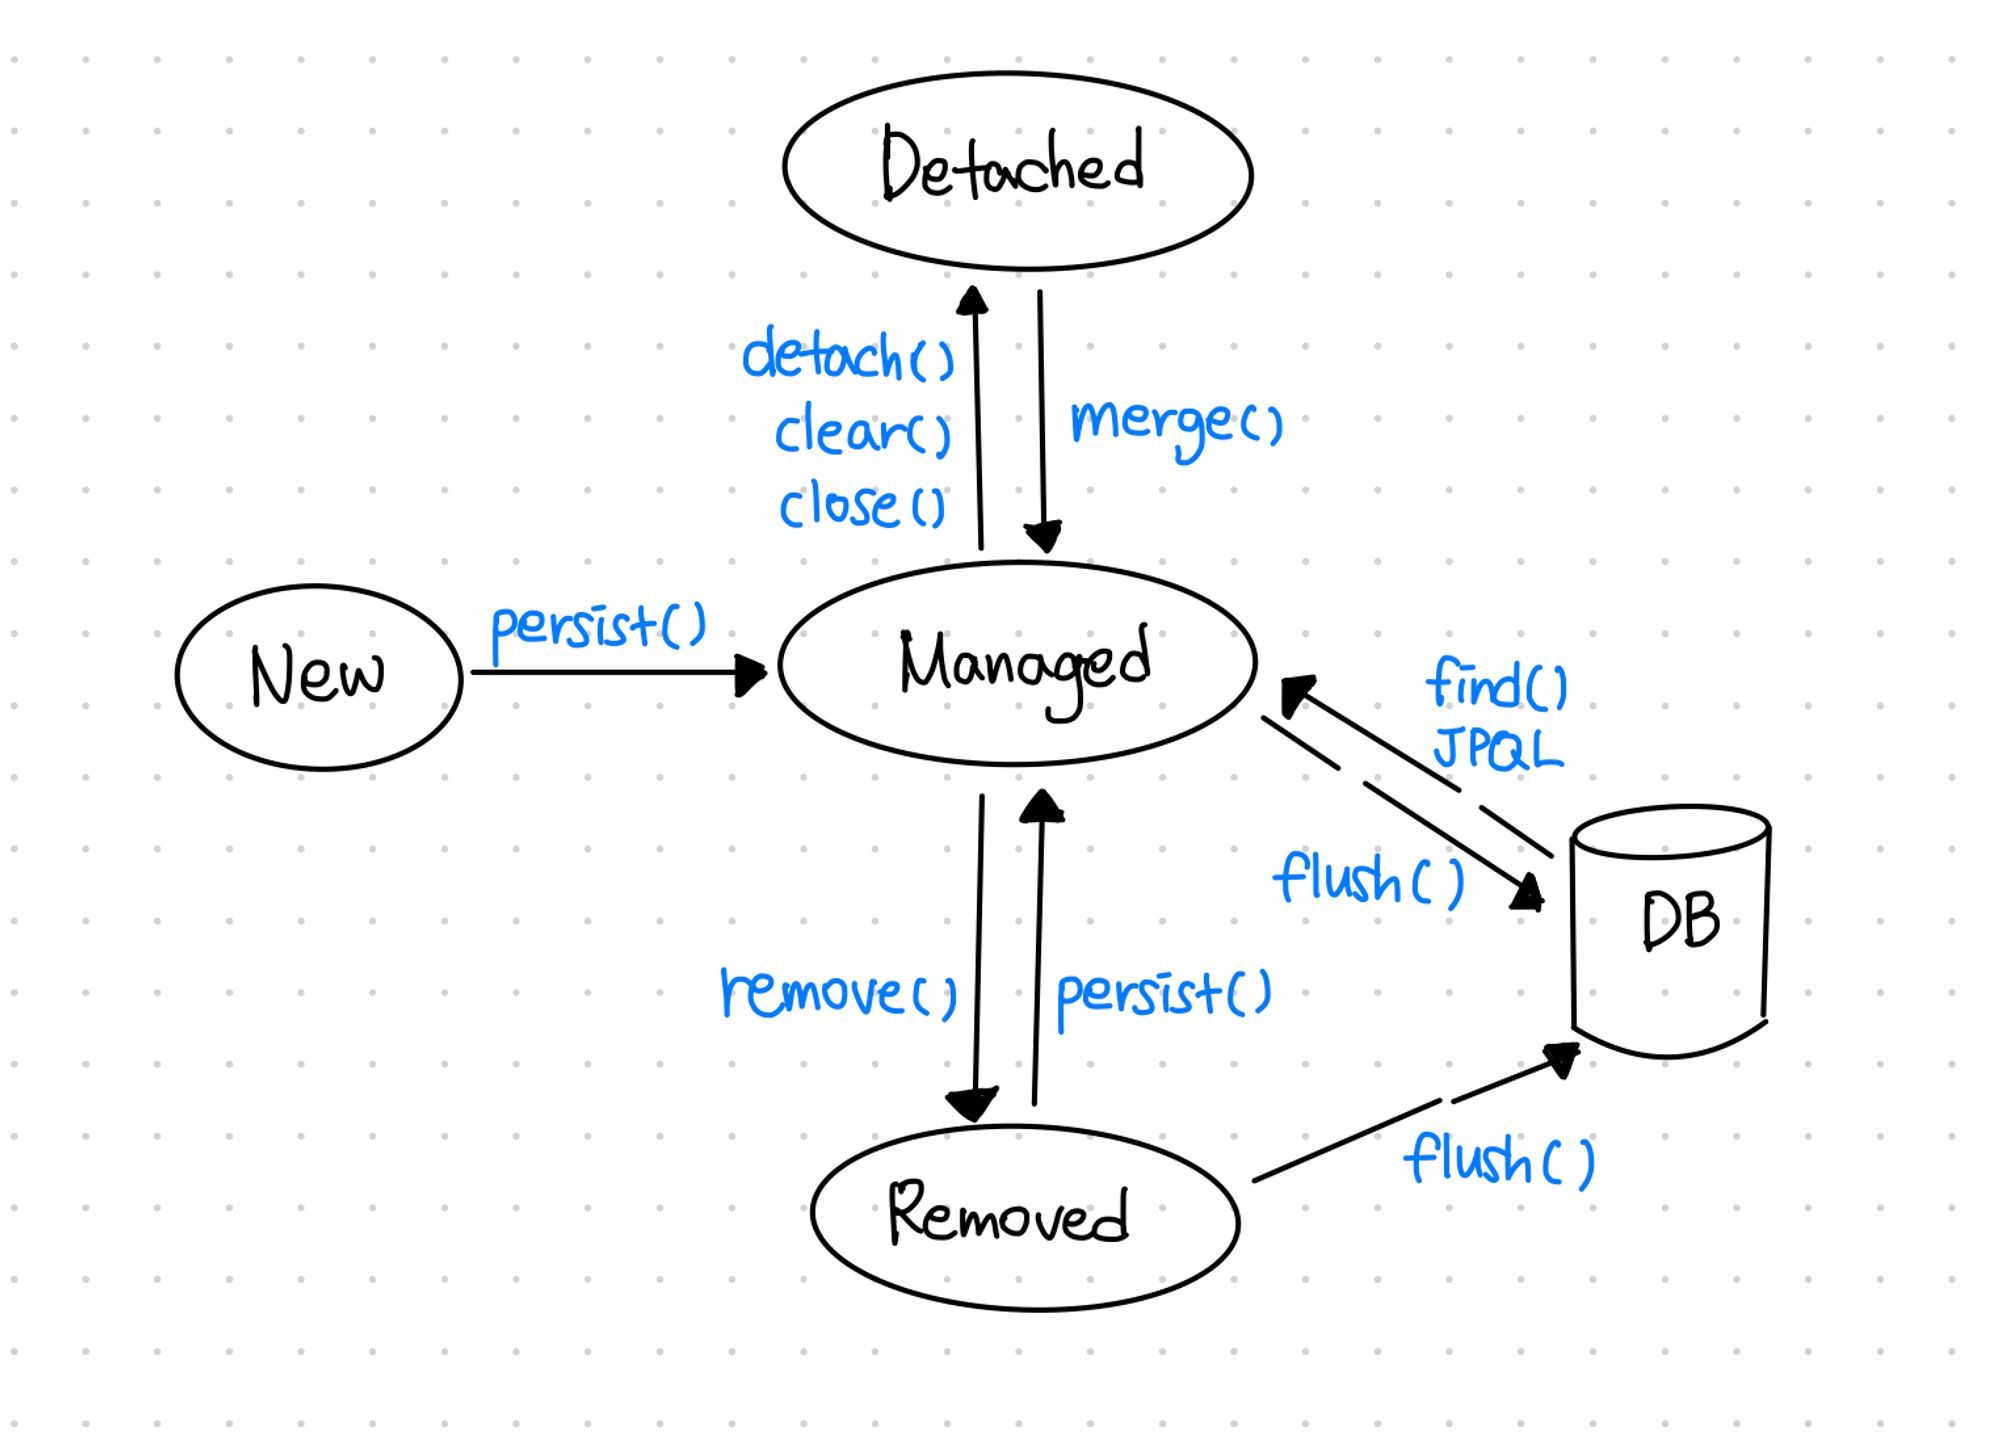 Detached
detach()
clear()
close()
merge()
New
persist()
Managed
find()
JPQL
flush()
DB
remove()
persist()
Removed
flush()